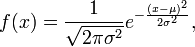 f(x) = \frac{1}{\sqrt{2\pi\sigma^2}} e^{-\frac{(x-\mu)^2}{2\sigma^2}},